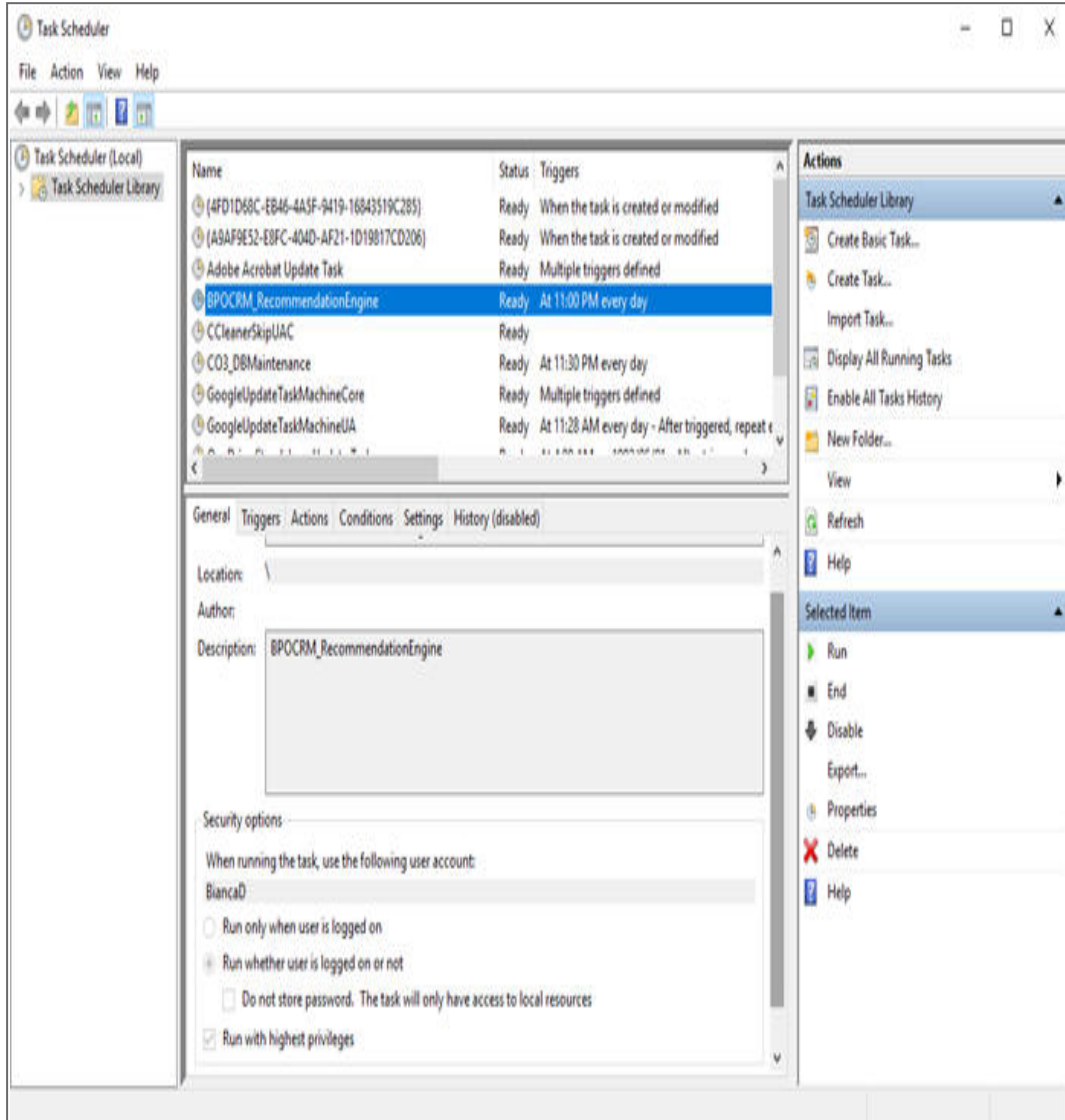 Task Scheduler
File Action View Help
Task Scheduler (Local)
Task Scheduler Library
Name Status Triggers
{4FD1D68C-EB46-4A5F-9419-16843519C285} Ready When the task is created or modified
{A9AF9E52-E8FC-404D-AF21-1D19817CD206} Ready When the task is created or modified
Adobe Acrobat Update Task Ready Multiple triggers defined
BPOCRM_RecommendationEngine Ready At 11:00 PM every day
CCleanerSkipUAC Ready
CO3_DBMaintenance Ready At 11:30 PM every day
GoogleUpdateTaskMachineCore Ready Multiple triggers defined
GoogleUpdateTaskMachineUA Ready At 11:28 AM every day - After triggered, repeat e
General Triggers Actions Conditions Settings History (disabled)
Location: \
Author:
Description: BPOCRM_RecommendationEngine
Security options
When running the task, use the following user account:
BiancaD
Run only when user is logged on
Run whether user is logged on or not
Do not store password. The task will only have access to local resources
Run with highest privileges
Actions
Task Scheduler Library
Create Basic Task...
Create Task...
Import Task...
Display All Running Tasks
Enable All Tasks History
New Folder...
View
Refresh
Help
Selected Item
Run
End
Disable
Export...
Properties
Delete
Help